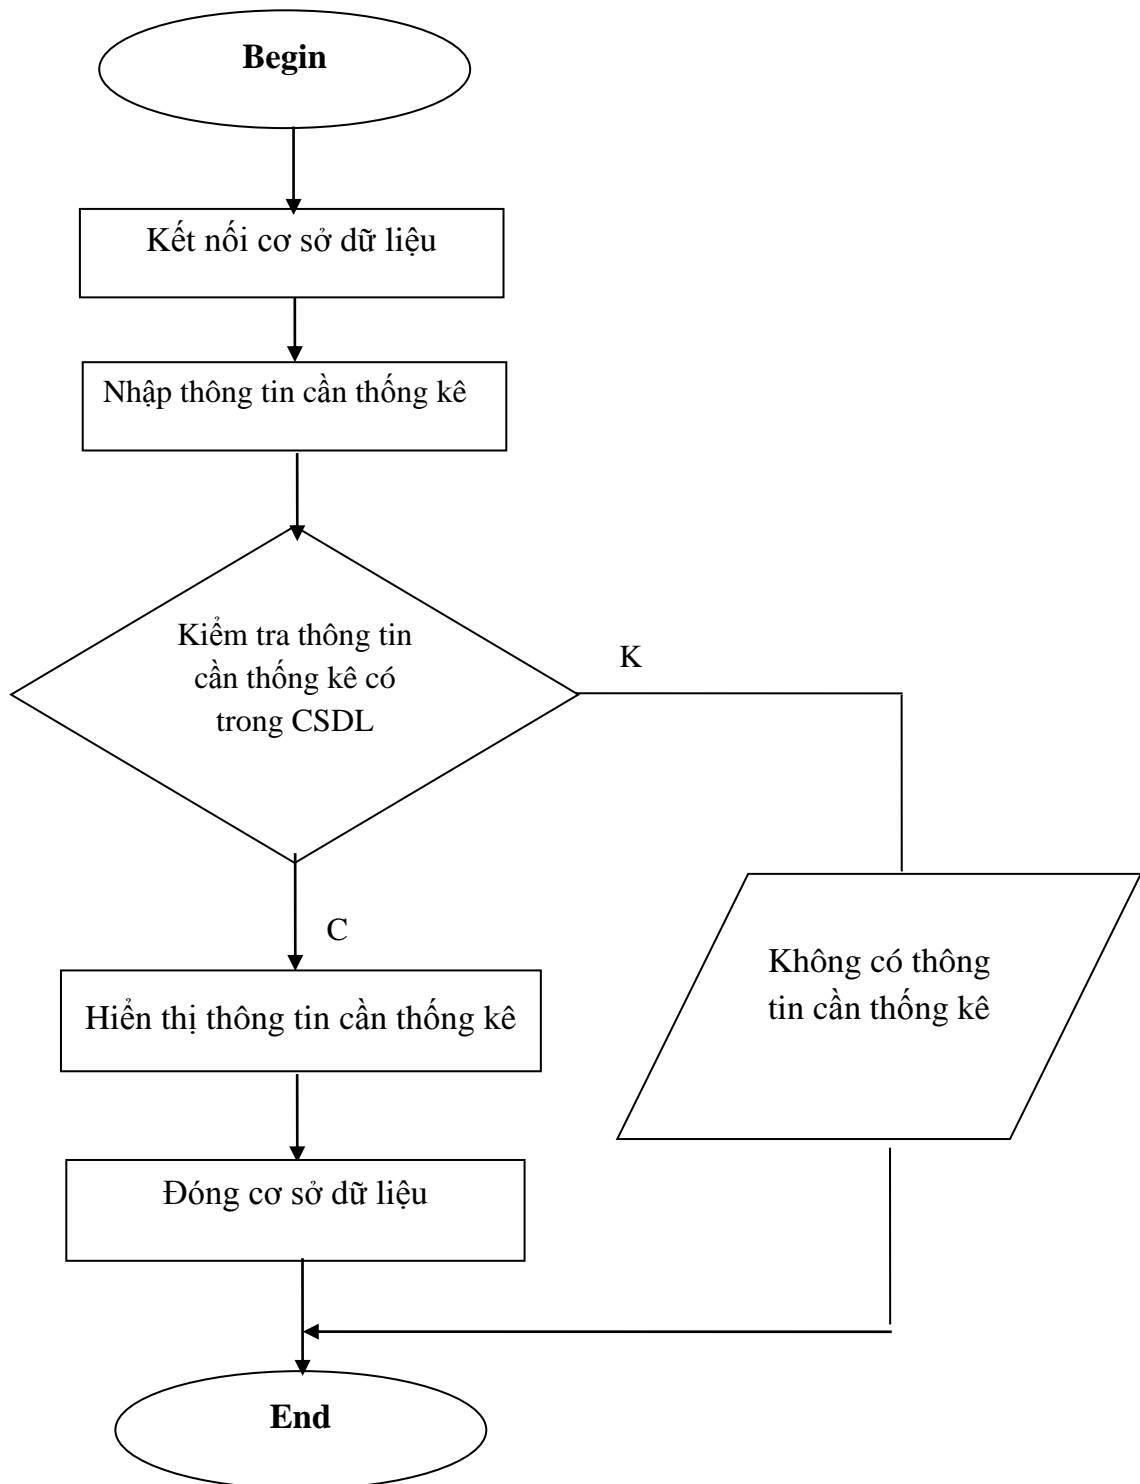 Begin
Kết nối cơ sở dữ liệu
Nhập thông tin cần thống kê
Kiểm tra thông tin
cần thống kê có
trong CSDL
K
C
Không có thông
tin cần thống kê
Hiển thị thông tin cần thống kê
Đóng cơ sở dữ liệu
End